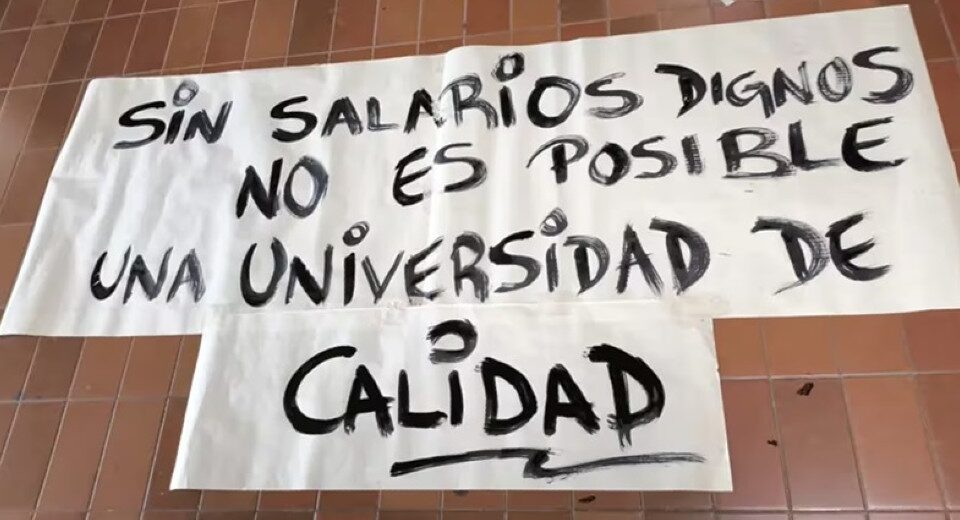 SiN SALARiOS DIGNOS
NO ES POSIBLE
UNA UNiVERSiDAD DE
CALiDAD